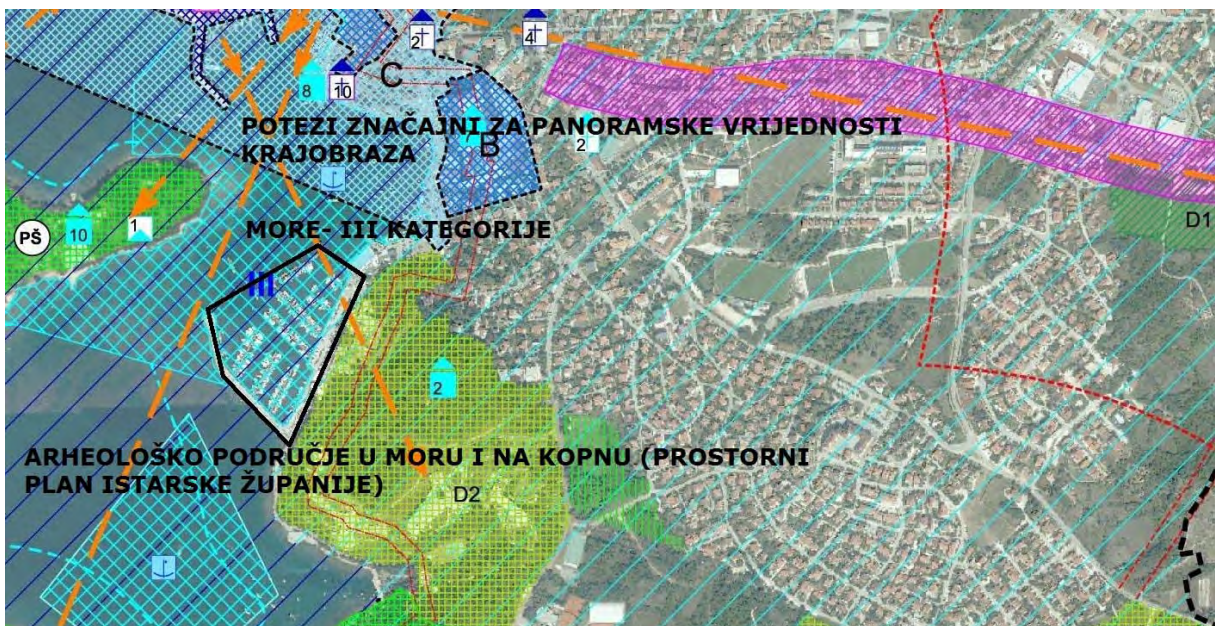 2
4
8
10
C
POTEZI ZNAČAJNI ZA PANORAMSKE VRIJEDNOSTI
KRAJOBRAZA
B
2
PŠ
10
1
D1
MORE- III KATEGORIJE
III
2
ARHEOLOŠKO PODRUČJE U MORU I NA KOPNU (PROSTORNI
PLAN ISTARSKE ŽUPANIJE)
D2